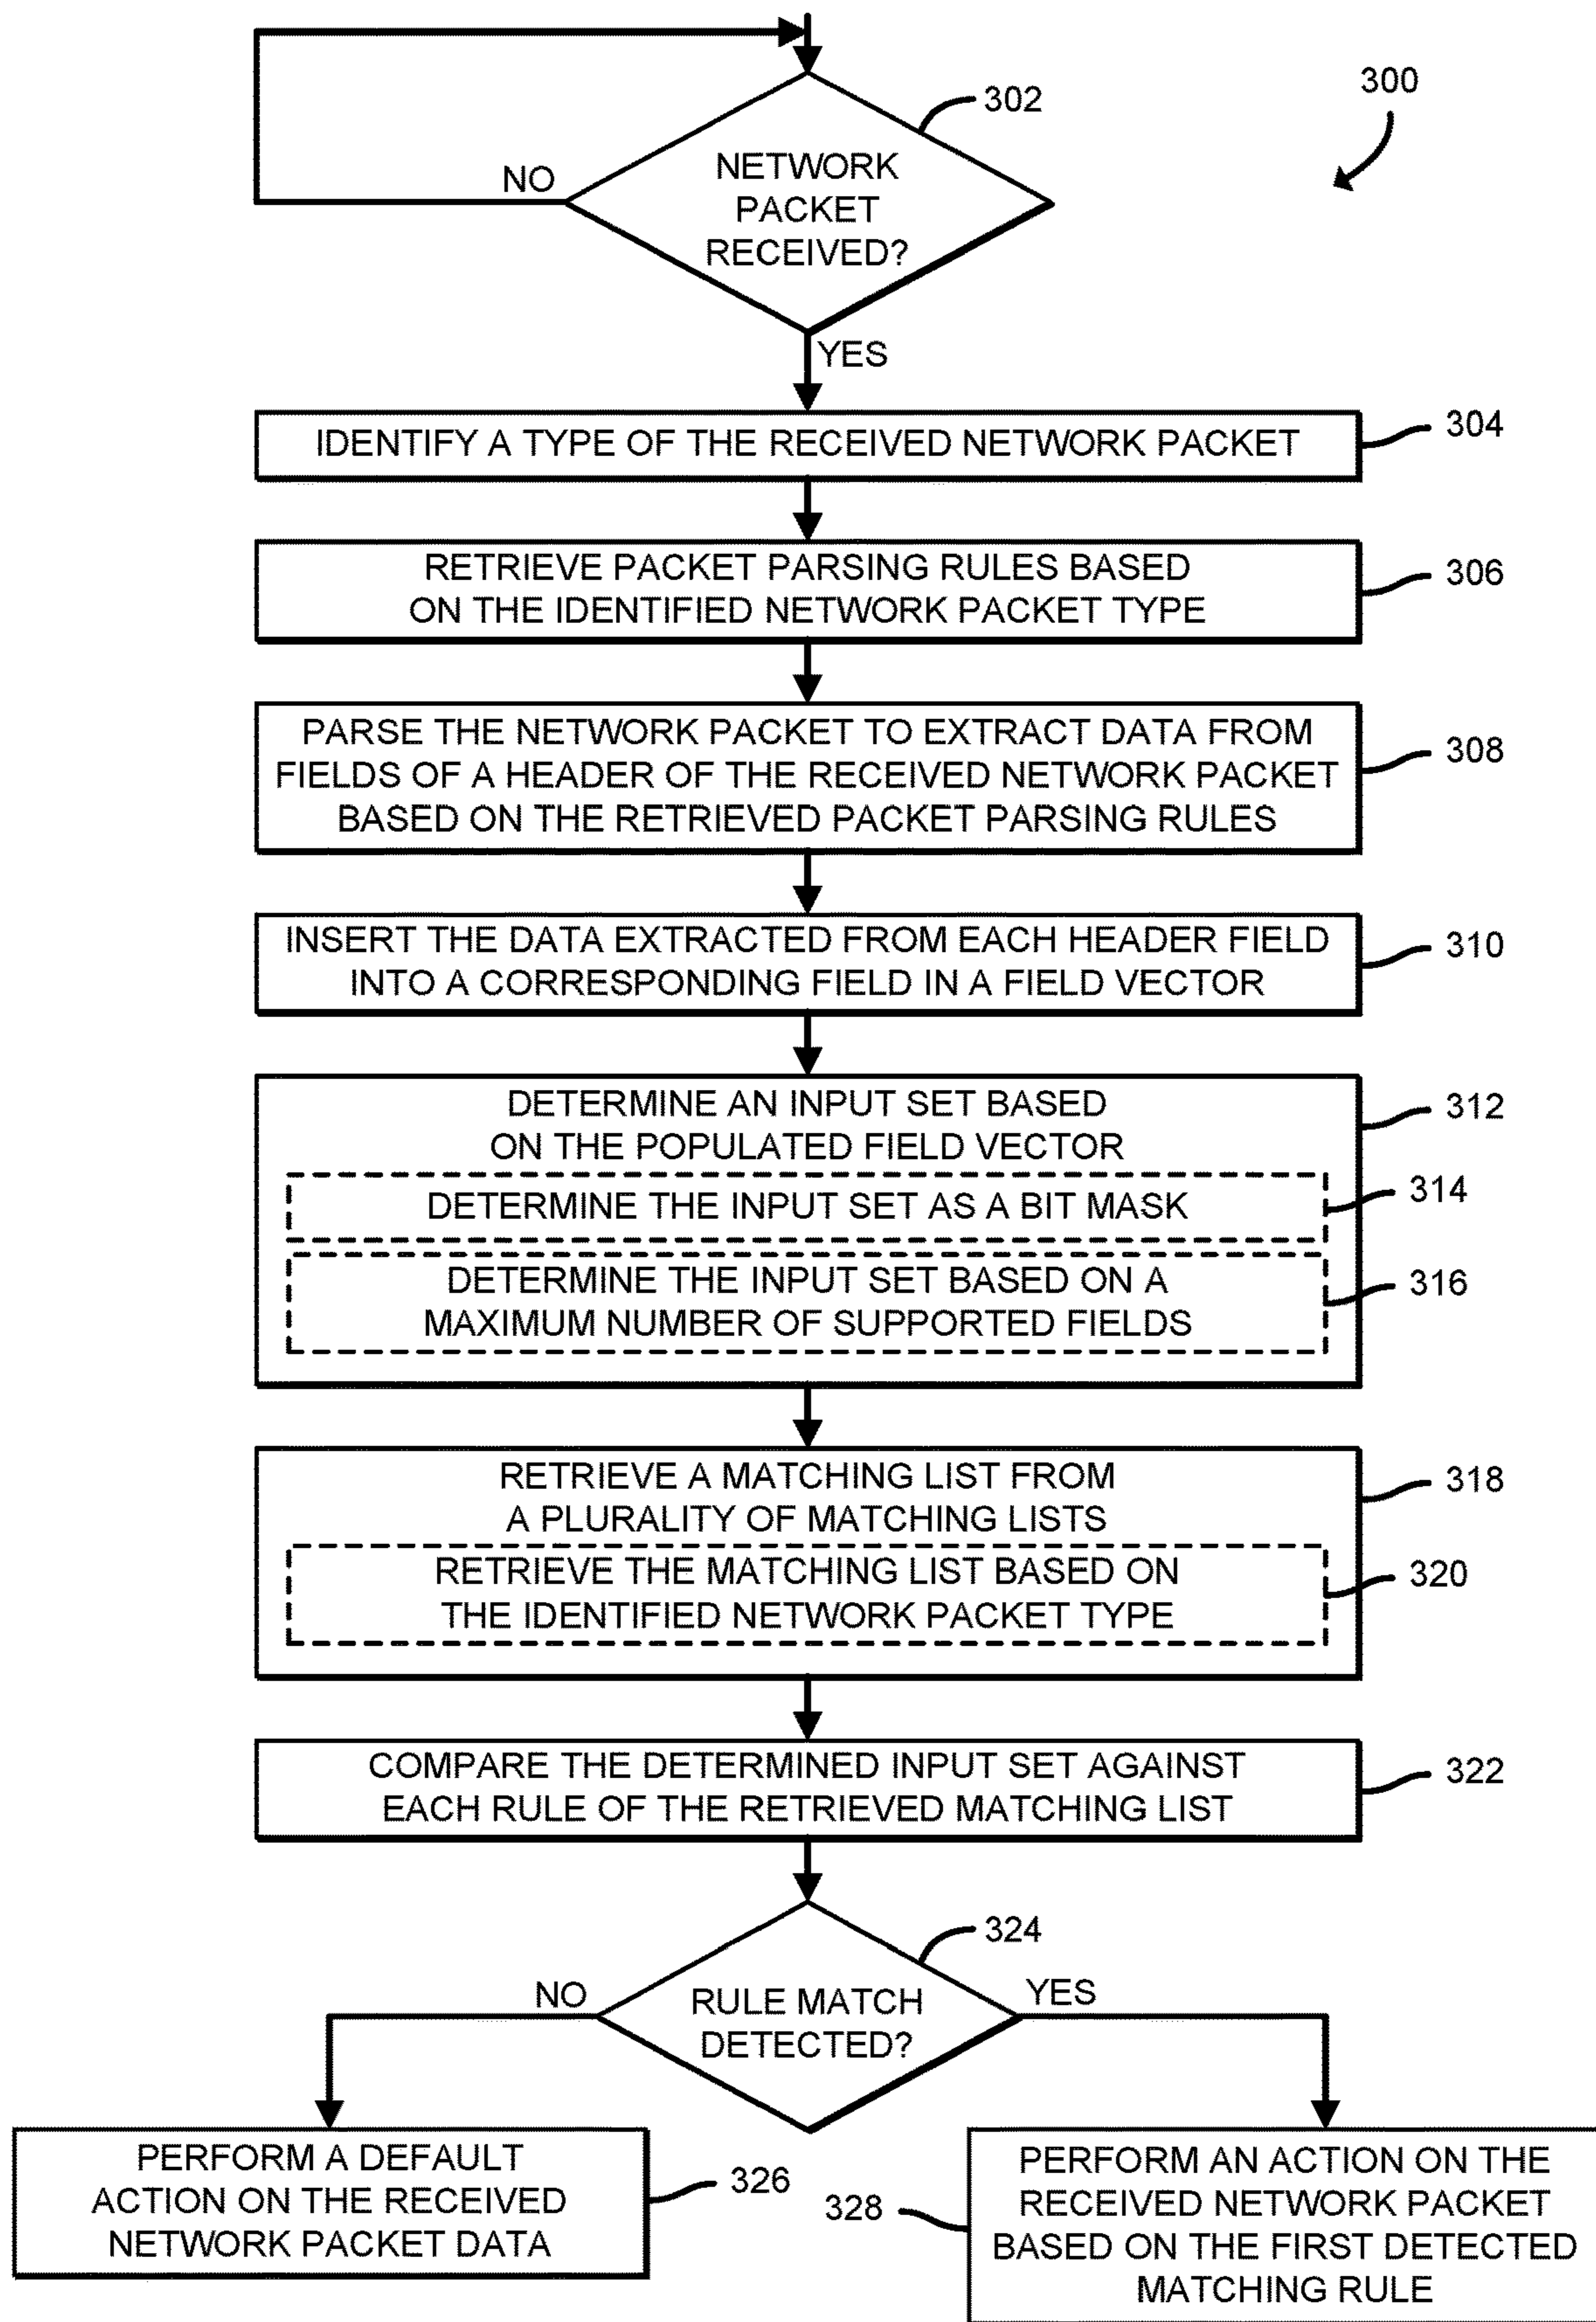 300
302
NETWORK
PACKET
RECEIVED?
NO
YES
IDENTIFY A TYPE OF THE RECEIVED NETWORK PACKET
304
RETRIEVE PACKET PARSING RULES BASED
ON THE IDENTIFIED NETWORK PACKET TYPE
306
PARSE THE NETWORK PACKET TO EXTRACT DATA FROM
FIELDS OF A HEADER OF THE RECEIVED NETWORK PACKET
BASED ON THE RETRIEVED PACKET PARSING RULES
308
INSERT THE DATA EXTRACTED FROM EACH HEADER FIELD
INTO A CORRESPONDING FIELD IN A FIELD VECTOR
310
DETERMINE AN INPUT SET BASED
ON THE POPULATED FIELD VECTOR
312
DETERMINE THE INPUT SET AS A BIT MASK
314
DETERMINE THE INPUT SET BASED ON A
MAXIMUM NUMBER OF SUPPORTED FIELDS
316
RETRIEVE A MATCHING LIST FROM
A PLURALITY OF MATCHING LISTS
318
RETRIEVE THE MATCHING LIST BASED ON
THE IDENTIFIED NETWORK PACKET TYPE
320
COMPARE THE DETERMINED INPUT SET AGAINST
EACH RULE OF THE RETRIEVED MATCHING LIST
322
324
RULE MATCH
DETECTED?
NO
YES
PERFORM A DEFAULT
ACTION ON THE RECEIVED
NETWORK PACKET DATA
326
328
PERFORM AN ACTION ON THE
RECEIVED NETWORK PACKET
BASED ON THE FIRST DETECTED
MATCHING RULE